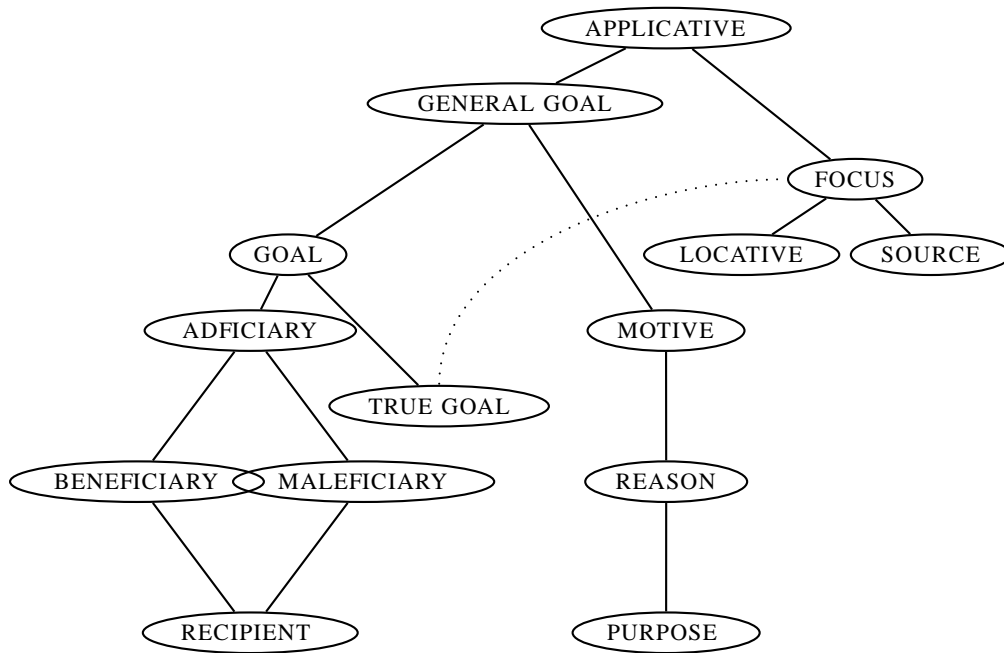 APPLICATIVE
GENERAL GOAL
FOCUS
GOAL
LOCATIVE
SOURCE
ADFICIARY
MOTIVE
TRUE GOAL
BENEFICIARY
MALEFICIARY
REASON
RECIPIENT
PURPOSE